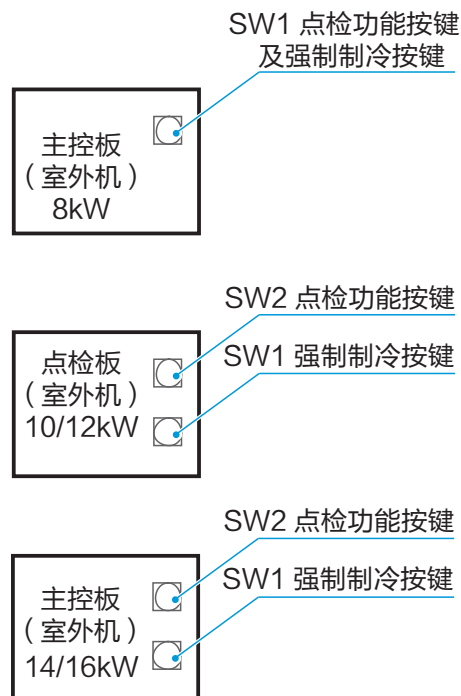 SW1 点检功能按键
及强制制冷按键
主控板
（室外机）
8kW
SW2 点检功能按键
SW1 强制制冷按键
点检板
（室外机）
10/12kW
SW2 点检功能按键
SW1 强制制冷按键
主控板
（室外机）
14/16kW